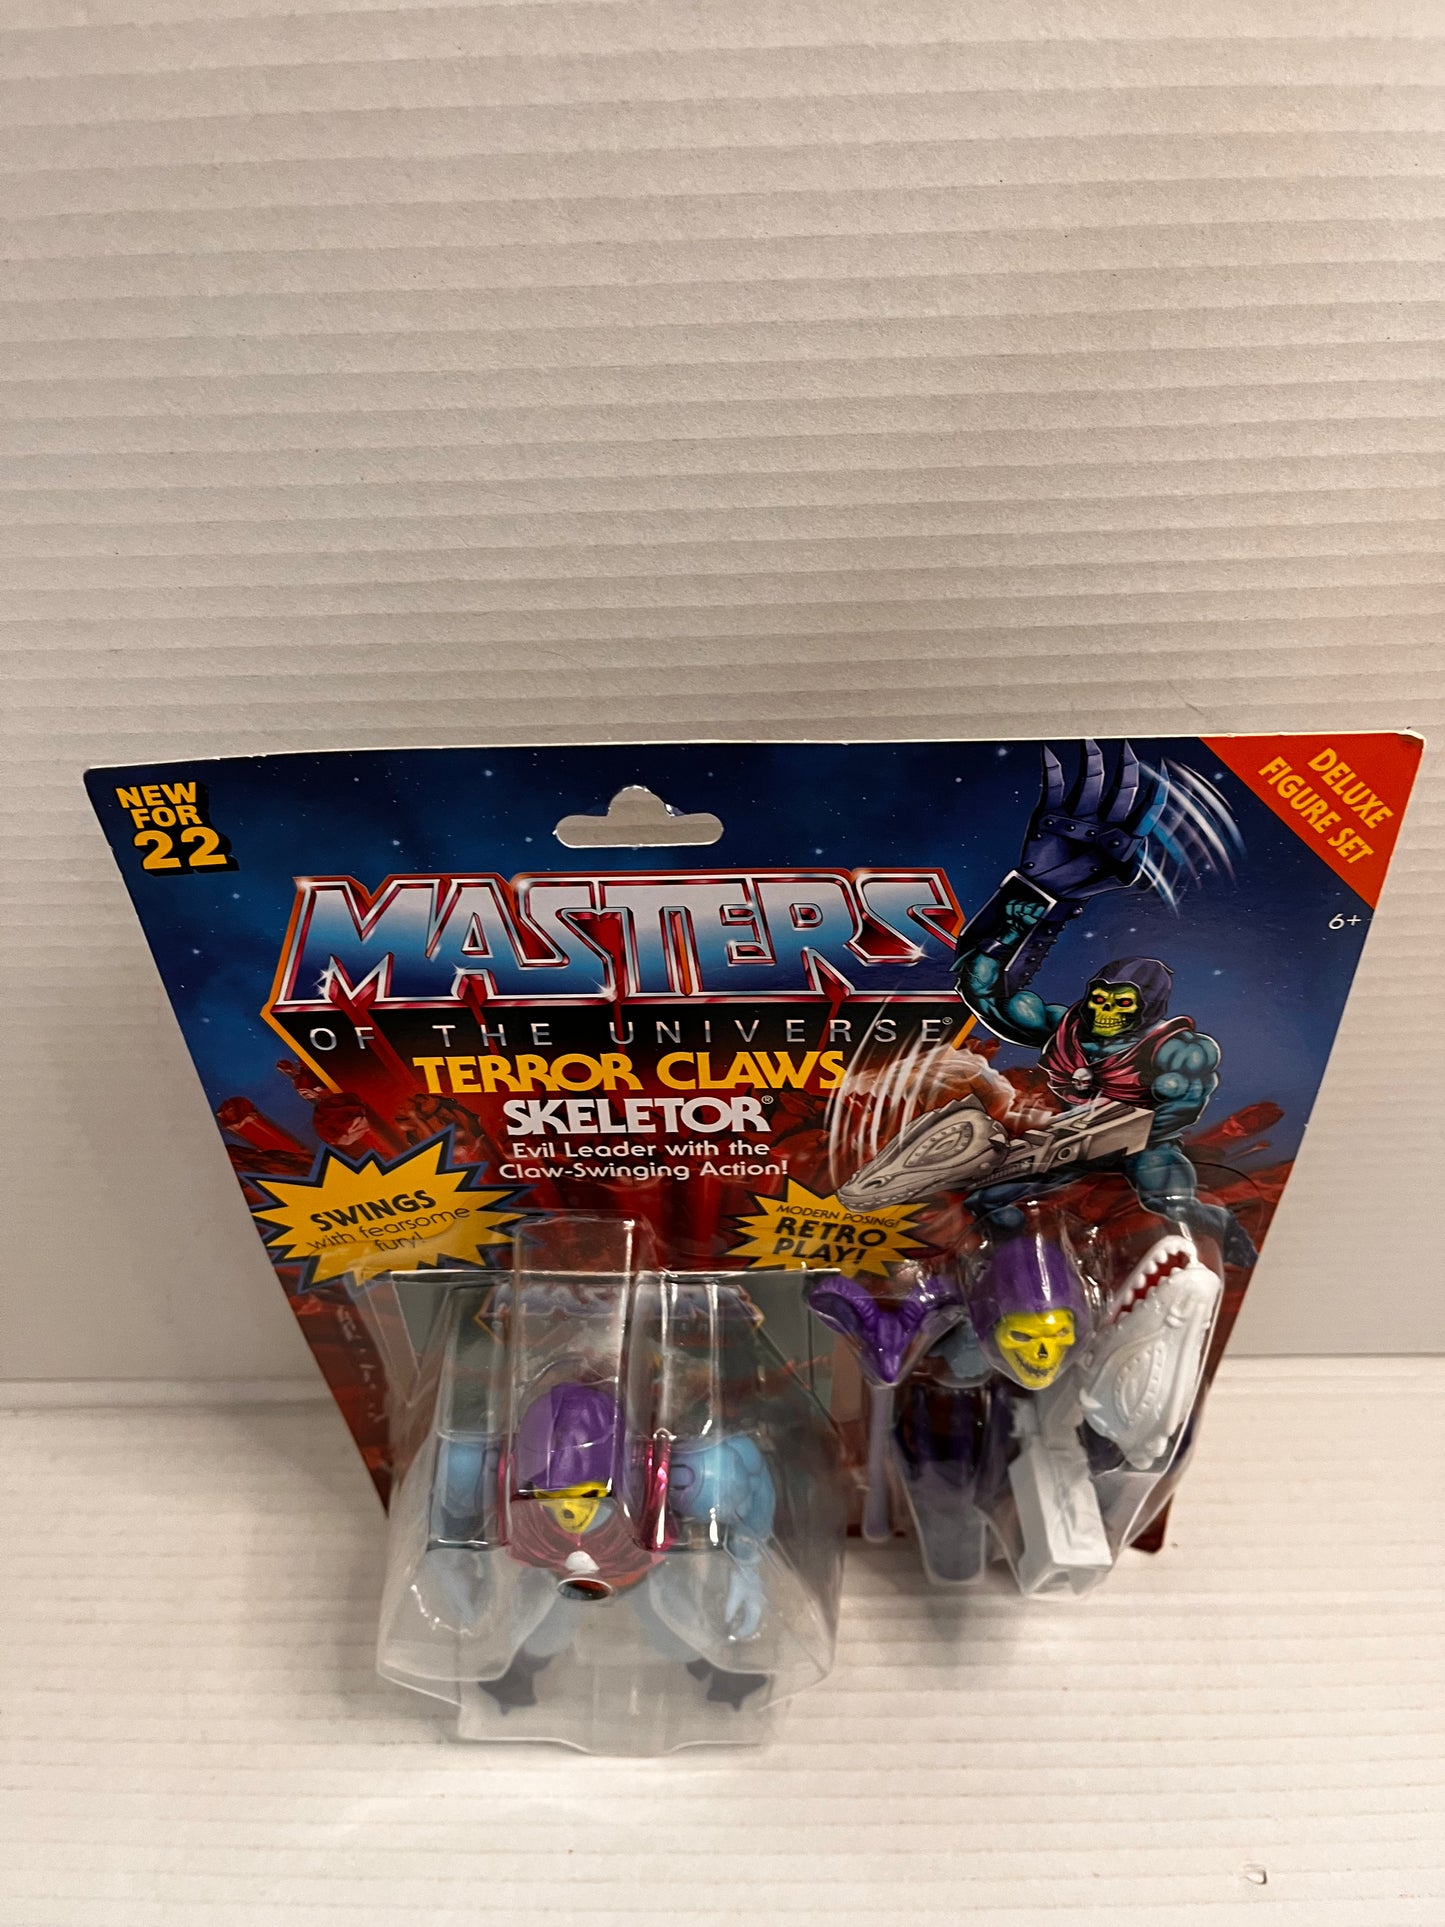 NEW
FOR
22
DELUXE
FIGURE SET
6+
MASTERS
OF THE UNIVERSE®
TERROR CLAWS
SKELETOR®
Evil Leader with the
Claw-Swinging Action!
SWINGS
with fearsome
fury!
MODERN POSING!
RETRO
PLAY!
MASTERS